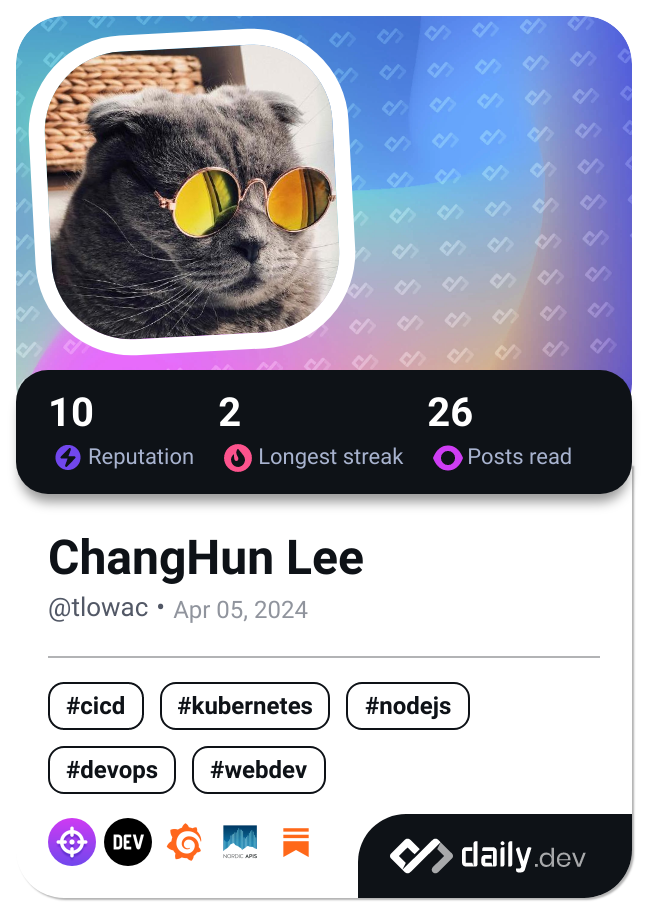 10 2 26
Reputation Longest streak Posts read
ChangHun Lee
@tlowac • Apr 05, 2024
#cicd #kubernetes #nodejs
#devops #webdev
DEV NORDIC APIS daily.dev